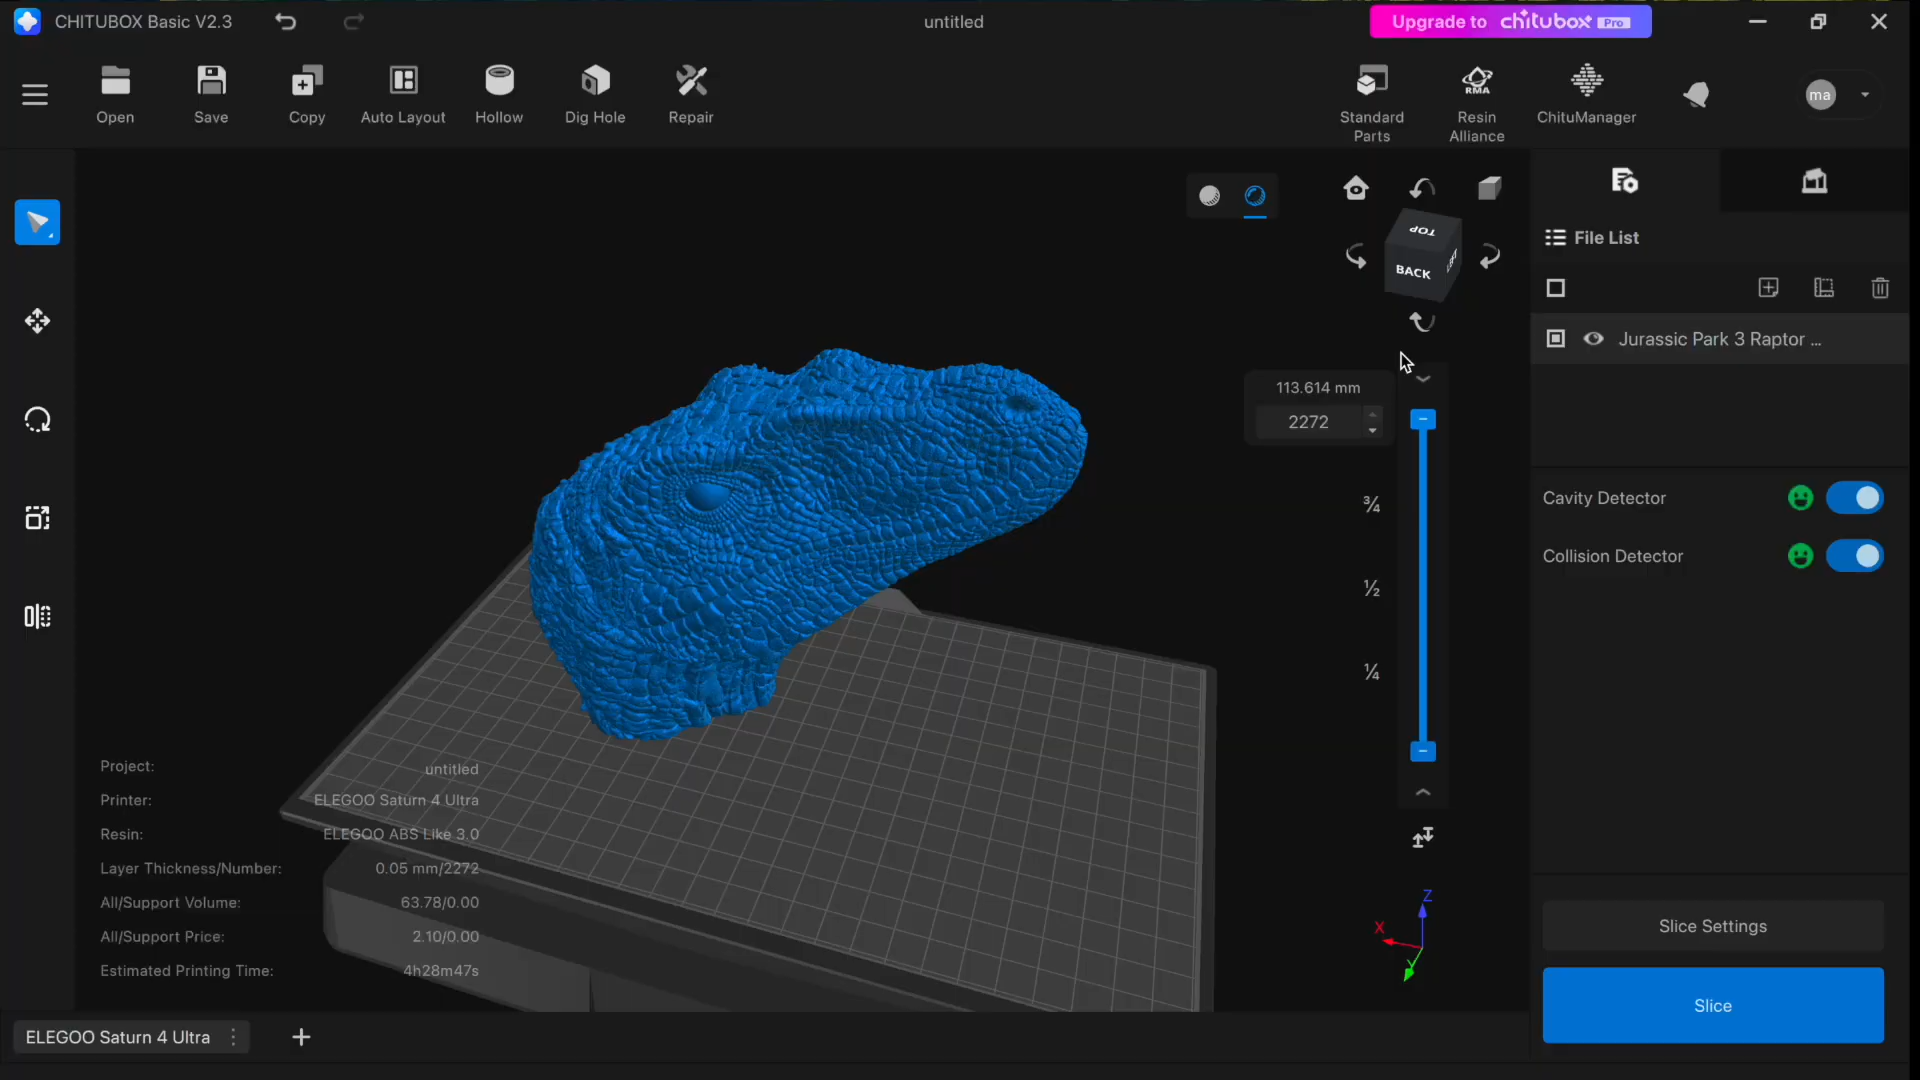 CHITUBOX Basic V2.3
untitled
Upgrade to chitubox Pro
Open
Save
Copy
Auto Layout
Hollow
Dig Hole
Repair
Standard
Parts
RMA
Resin
Alliance
ChituManager
ma
File List
TOP
BACK
Jurassic Park 3 Raptor ...
113.614 mm
2272
¾
½
¼
Cavity Detector
Collision Detector
Project: untitled
Printer: ELEGOO Saturn 4 Ultra
Resin: ELEGOO ABS Like 3.0
Layer Thickness/Number: 0.05 mm/2272
All/Support Volume: 63.78/0.00
All/Support Price: 2.10/0.00
Estimated Printing Time: 4h28m47s
Z
X
Y
Slice Settings
Slice
ELEGOO Saturn 4 Ultra